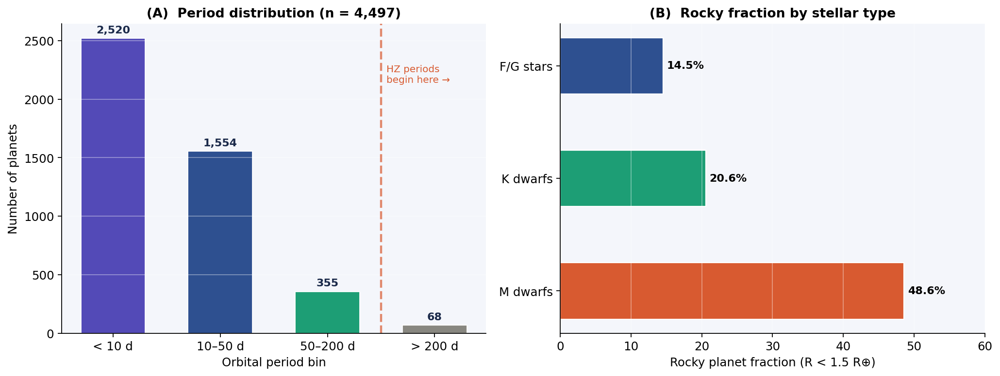 (A)  Period distribution (n = 4,497)
Number of planets
2500
2000
1500
1000
500
0
2,520
1,554
355
68
HZ periods
begin here →
< 10 d
10–50 d
50–200 d
> 200 d
Orbital period bin
(B)  Rocky fraction by stellar type
F/G stars
14.5%
K dwarfs
20.6%
M dwarfs
48.6%
0
10
20
30
40
50
60
Rocky planet fraction (R < 1.5 R⊕)